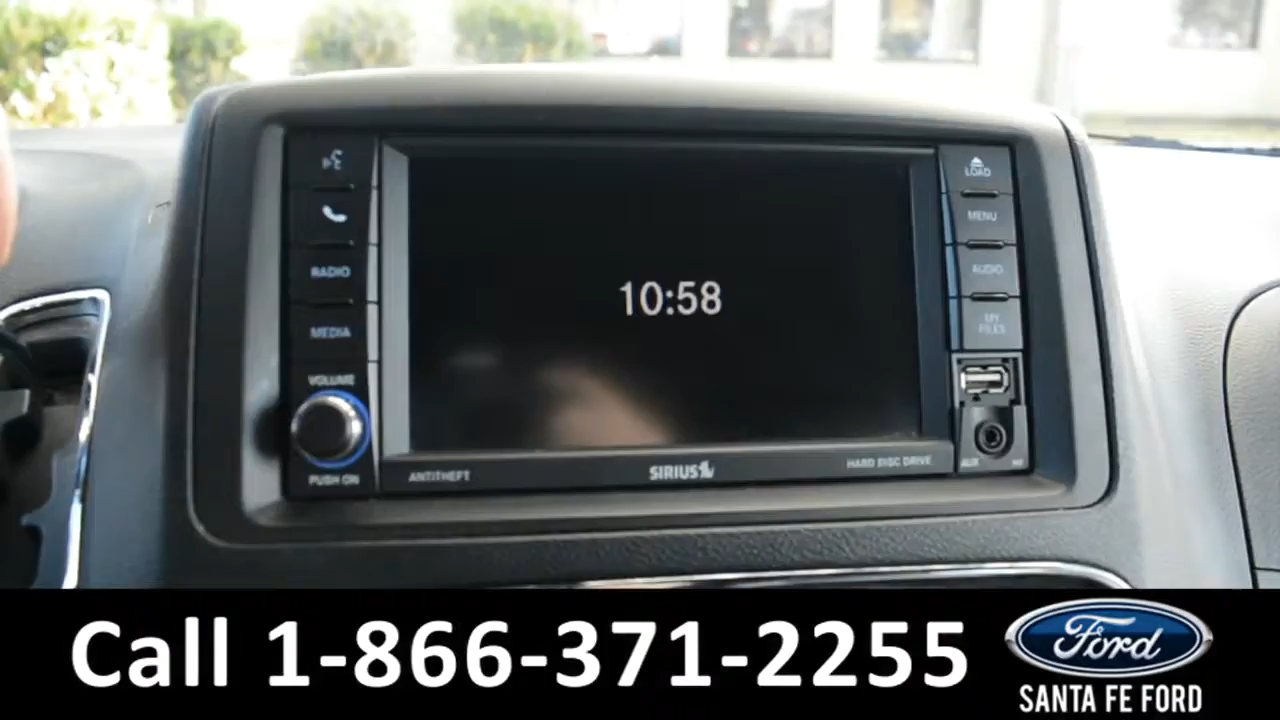 LOAD
MENU
RADIO
AUDIO
10:58
MEDIA
MY
FILES
VOLUME
PUSH ON
ANTITHEFT
SIRIUS
HARD DISC DRIVE
AUX
Call 1-866-371-2255
Ford
SANTA FE FORD